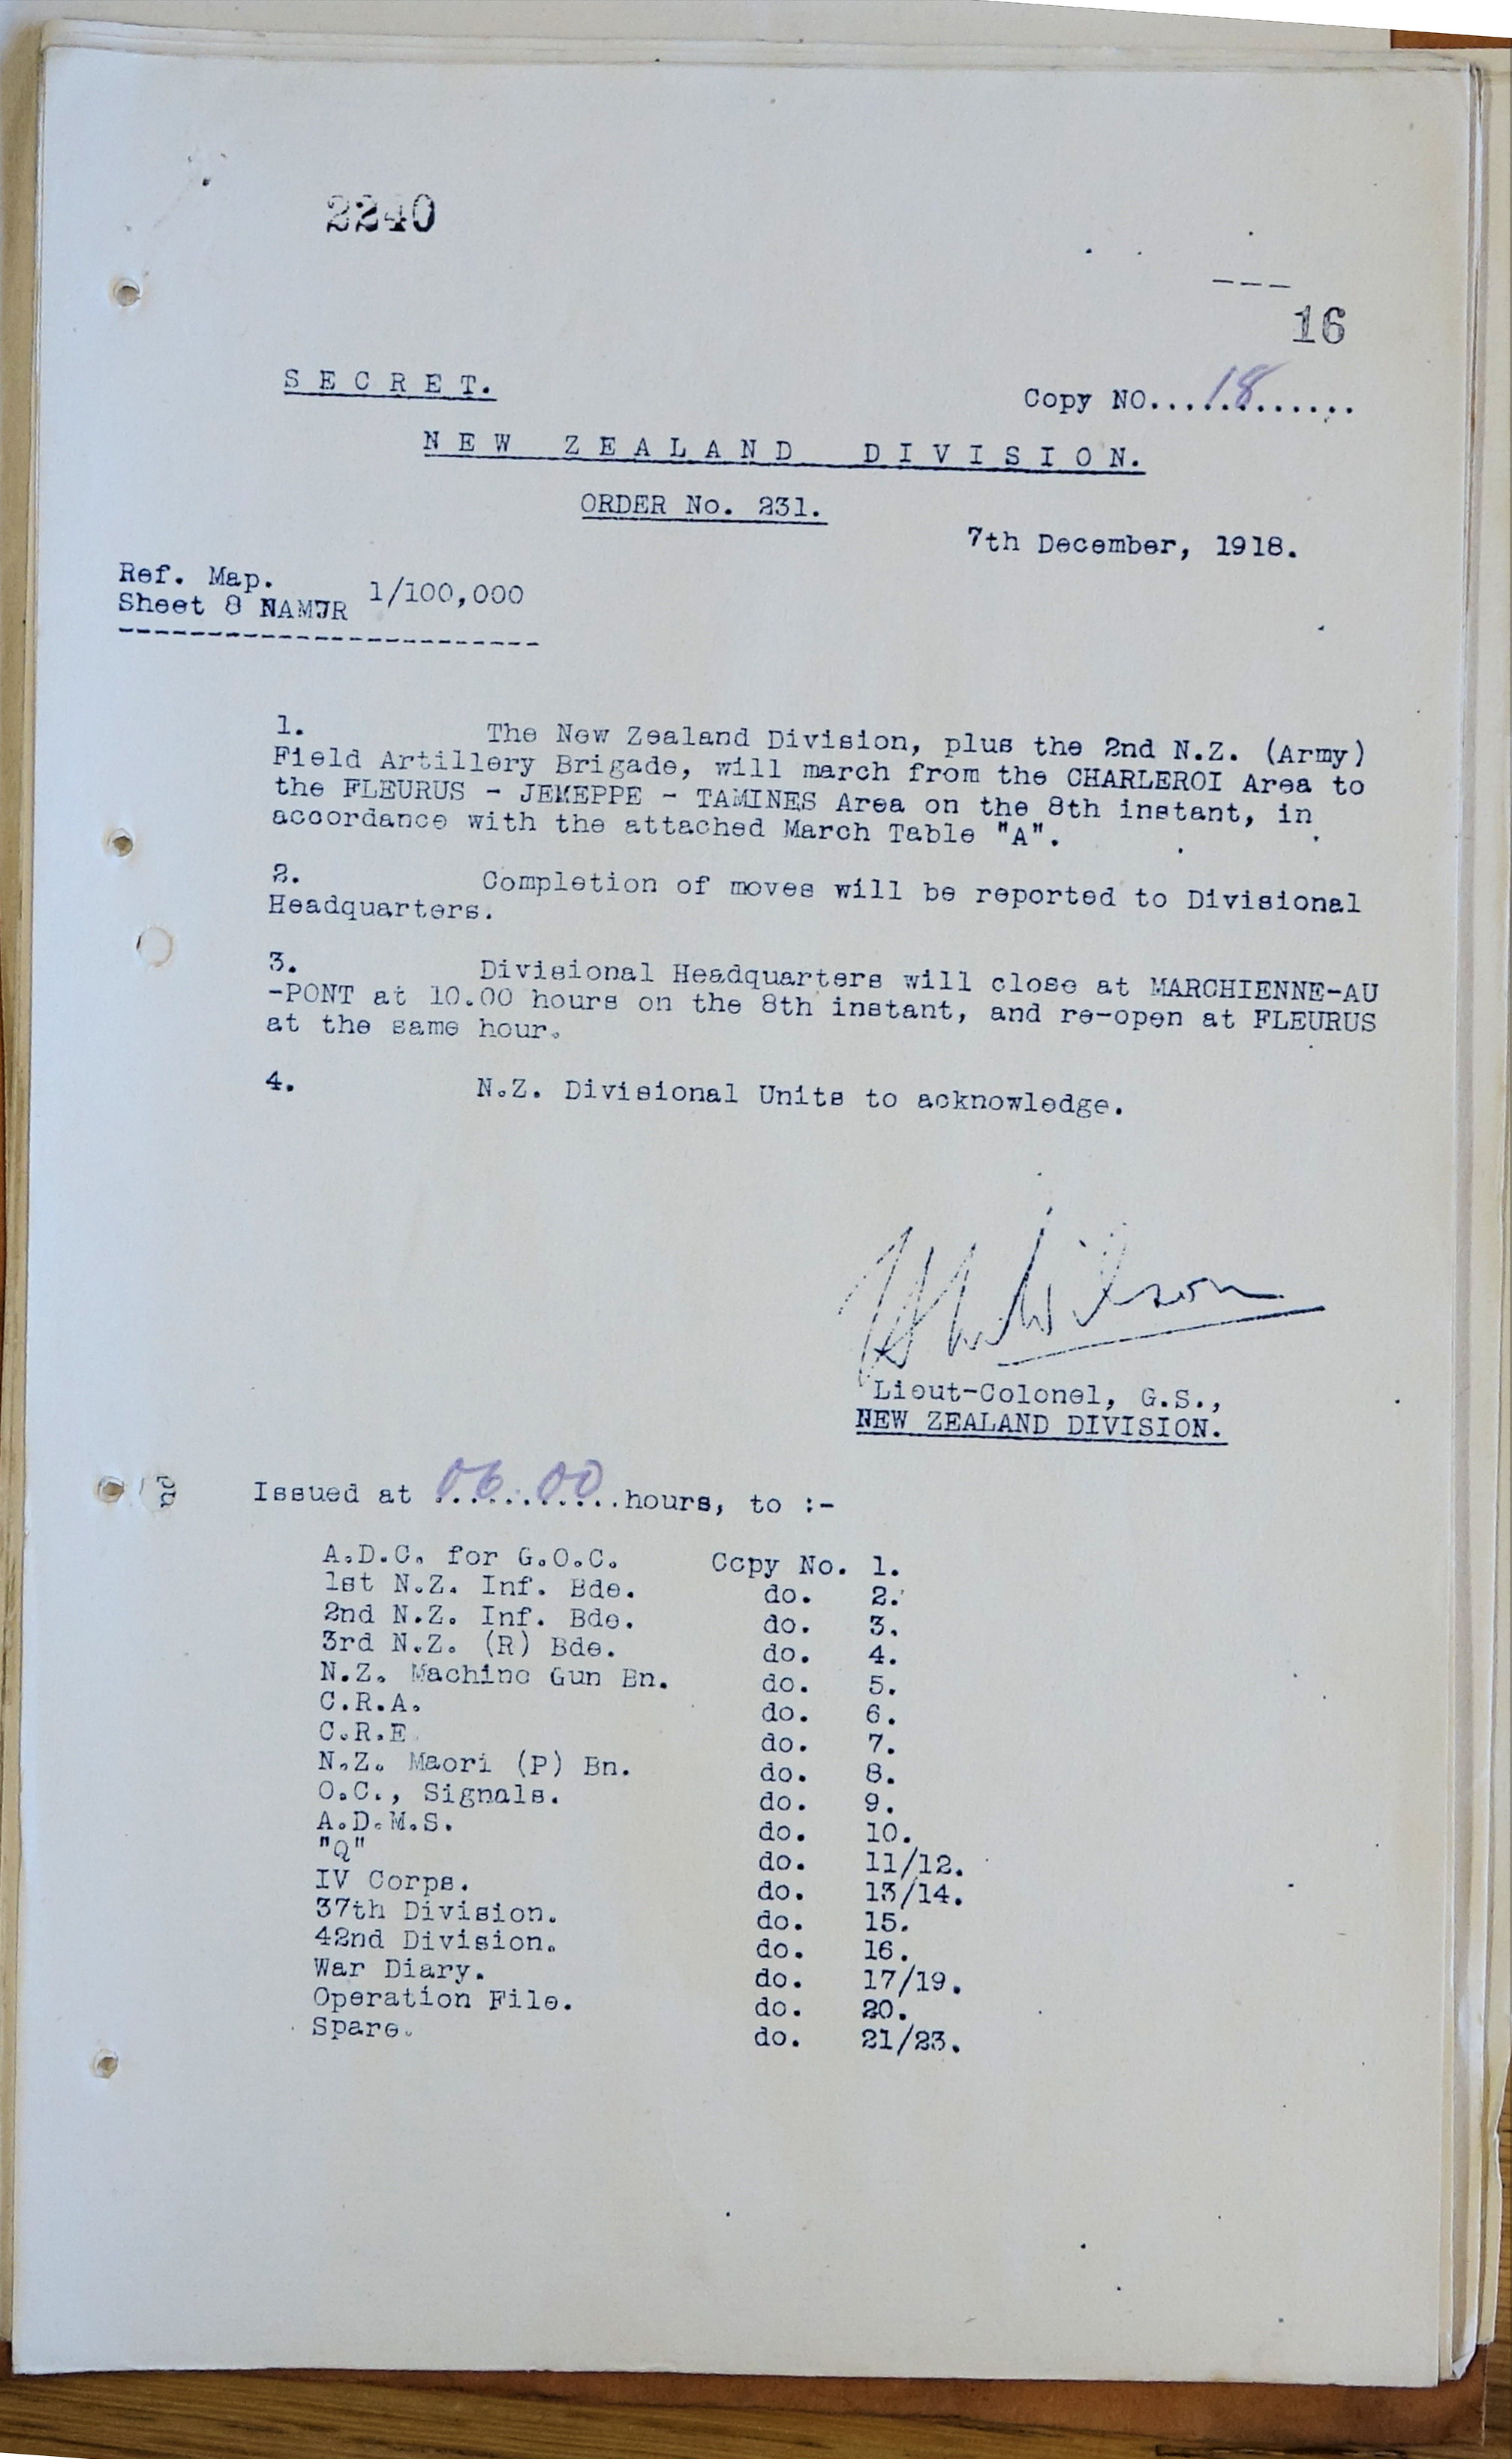 2240
---
16
S E C R E T.
Copy NO....18........
N E W Z E A L A N D D I V I S I O N.
ORDER No. 231.
7th December, 1918.
Ref. Map.
Sheet 8 NAMUR 1/100,000
------------------------
1. The New Zealand Division, plus the 2nd N.Z. (Army)
Field Artillery Brigade, will march from the CHARLEROI Area to
the FLEURUS - JEMEPPE - TAMINES Area on the 8th instant, in
accordance with the attached March Table "A".
2. Completion of moves will be reported to Divisional
Headquarters.
3. Divisional Headquarters will close at MARCHIENNE-AU
-PONT at 10.00 hours on the 8th instant, and re-open at FLEURUS
at the same hour.
4. N.Z. Divisional Units to acknowledge.
Wilson
Lieut-Colonel, G.S.,
NEW ZEALAND DIVISION.
Issued at 06.00 hours, to :-
A.D.C. for G.O.C. Copy No. 1.
1st N.Z. Inf. Bde. do. 2.
2nd N.Z. Inf. Bde. do. 3.
3rd N.Z. (R) Bde. do. 4.
N.Z. Machine Gun Bn. do. 5.
C.R.A. do. 6.
C.R.E. do. 7.
N.Z. Maori (P) Bn. do. 8.
O.C., Signals. do. 9.
A.D.M.S. do. 10.
"Q" do. 11/12.
IV Corps. do. 13/14.
37th Division. do. 15.
42nd Division. do. 16.
War Diary. do. 17/19.
Operation File. do. 20.
Spare. do. 21/23.